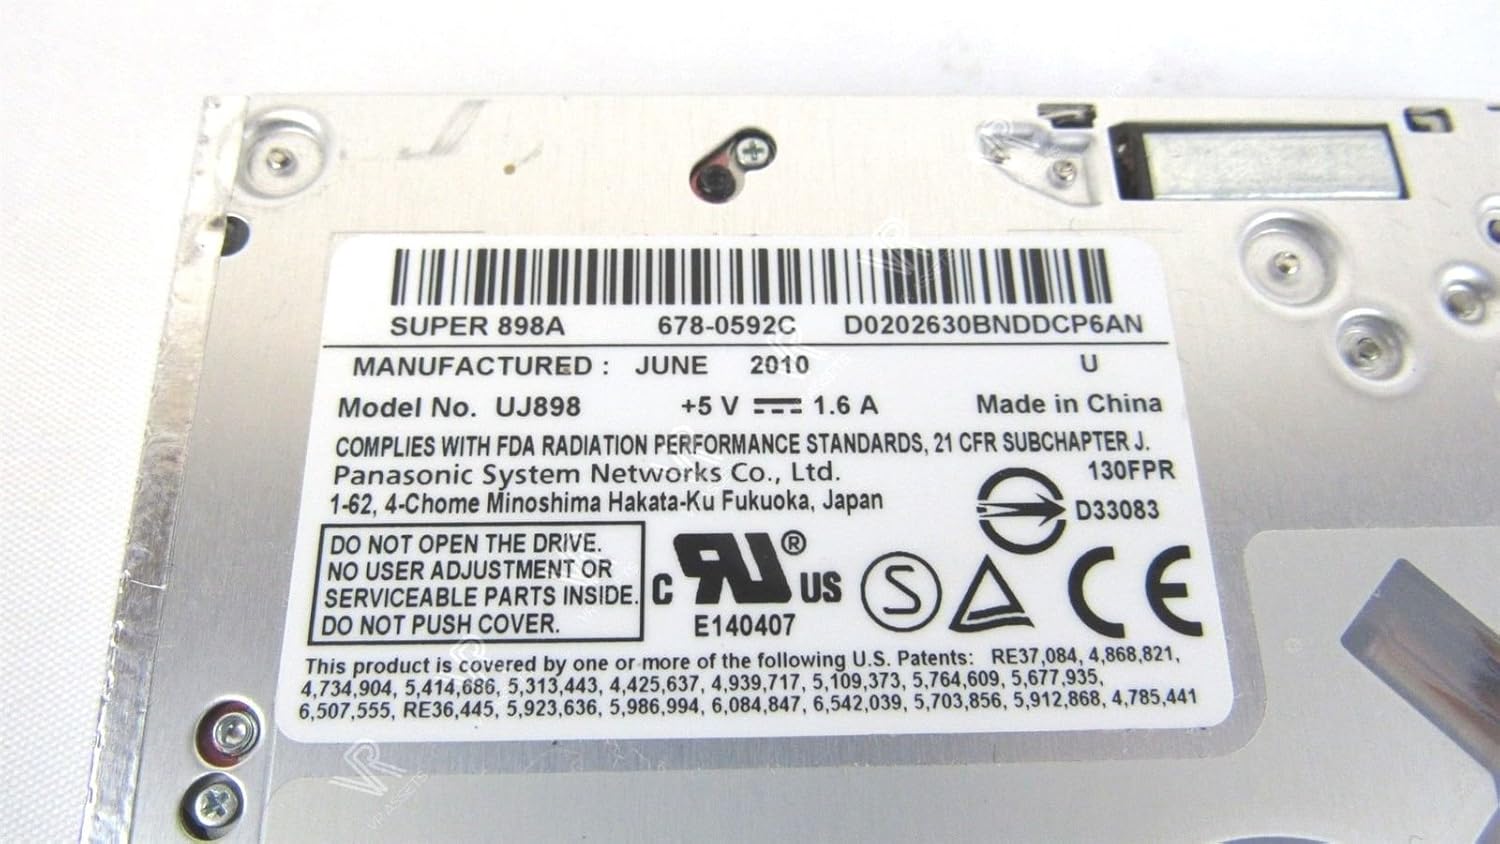 SUPER 898A 678-0592C D0202630BNDDCP6AN
MANUFACTURED : JUNE 2010 U
Model No. UJ898 +5 V 1.6 A Made in China
COMPLIES WITH FDA RADIATION PERFORMANCE STANDARDS, 21 CFR SUBCHAPTER J.
Panasonic System Networks Co., Ltd. 130FPR
1-62, 4-Chome Minoshima Hakata-Ku Fukuoka, Japan D33083
DO NOT OPEN THE DRIVE.
NO USER ADJUSTMENT OR
SERVICEABLE PARTS INSIDE.
DO NOT PUSH COVER.
C RU® US S CE
E140407
This product is covered by one or more of the following U.S. Patents: RE37,084, 4,868,821,
4,734,904, 5,414,686, 5,313,443, 4,425,637, 4,939,717, 5,109,373, 5,764,609, 5,677,935,
6,507,555, RE36,445, 5,923,636, 5,986,994, 6,084,847, 6,542,039, 5,703,856, 5,912,868, 4,785,441
VR
VP ASSETS